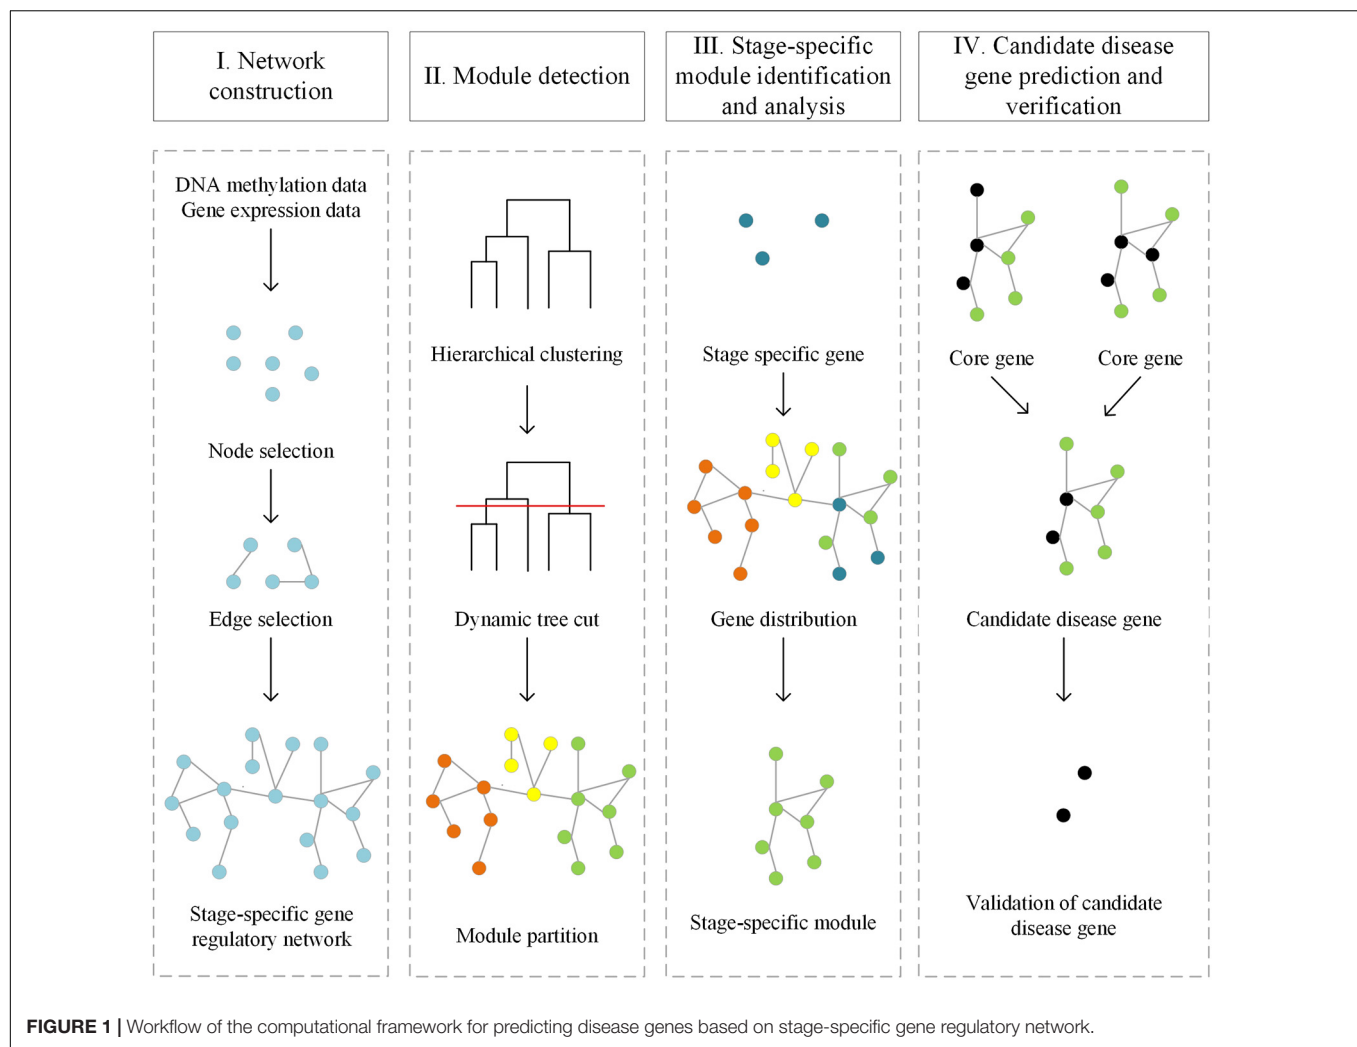 I. Network
construction
II. Module detection
III. Stage-specific
module identification
and analysis
IV. Candidate disease
gene prediction and
verification
DNA methylation data
Gene expression data
Node selection
Edge selection
Stage-specific gene
regulatory network
Hierarchical clustering
Dynamic tree cut
Module partition
Stage specific gene
Gene distribution
Stage-specific module
Core gene
Core gene
Candidate disease gene
Validation of candidate
disease gene
FIGURE 1 | Workflow of the computational framework for predicting disease genes based on stage-specific gene regulatory network.